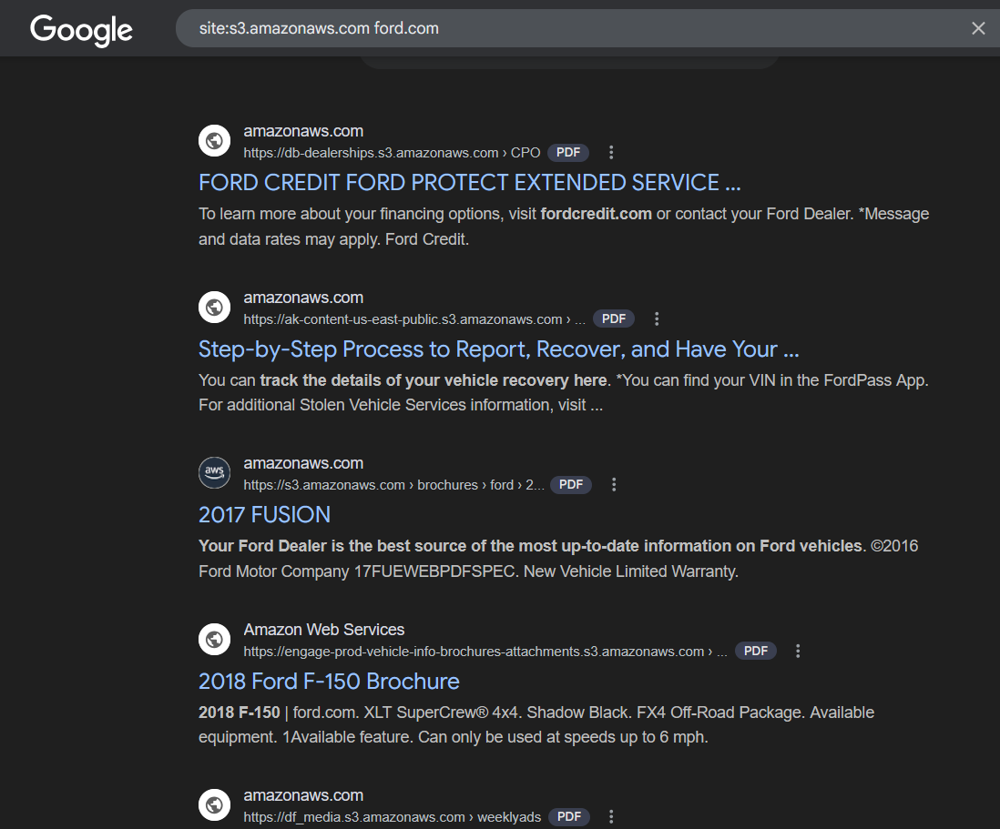 Google
site:s3.amazonaws.com ford.com
amazonaws.com
https://db-dealerships.s3.amazonaws.com › CPO PDF
FORD CREDIT FORD PROTECT EXTENDED SERVICE ...
To learn more about your financing options, visit fordcredit.com or contact your Ford Dealer. *Message
and data rates may apply. Ford Credit.
amazonaws.com
https://ak-content-us-east-public.s3.amazonaws.com › ... PDF
Step-by-Step Process to Report, Recover, and Have Your ...
You can track the details of your vehicle recovery here. *You can find your VIN in the FordPass App.
For additional Stolen Vehicle Services information, visit ...
aws
amazonaws.com
https://s3.amazonaws.com › brochures › ford › 2... PDF
2017 FUSION
Your Ford Dealer is the best source of the most up-to-date information on Ford vehicles. ©2016
Ford Motor Company 17FUEWEBPDFSPEC. New Vehicle Limited Warranty.
Amazon Web Services
https://engage-prod-vehicle-info-brochures-attachments.s3.amazonaws.com › ... PDF
2018 Ford F-150 Brochure
2018 F-150 | ford.com. XLT SuperCrew® 4x4. Shadow Black. FX4 Off-Road Package. Available
equipment. 1Available feature. Can only be used at speeds up to 6 mph.
amazonaws.com
https://df_media.s3.amazonaws.com › weeklyads PDF